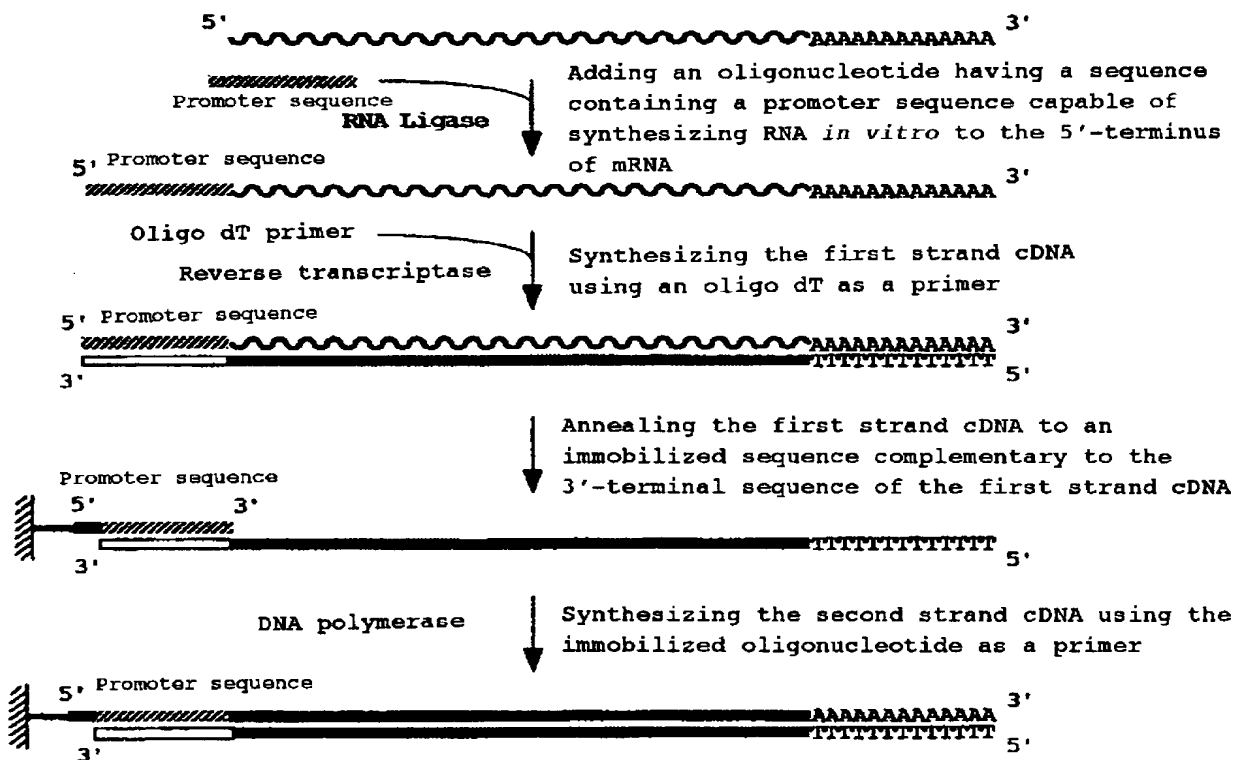 5' 3'
AAAAAAAAAAAAA
Promoter sequence
RNA Ligase
Adding an oligonucleotide having a sequence
containing a promoter sequence capable of
synthesizing RNA in vitro to the 5'-terminus
of mRNA
5' Promoter sequence 3'
AAAAAAAAAAAAA
Oligo dT primer
Reverse transcriptase
Synthesizing the first strand cDNA
using an oligo dT as a primer
5' Promoter sequence 3'
AAAAAAAAAAAAA
TTTTTTTTTTTTT
3' 5'
Annealing the first strand cDNA to an
immobilized sequence complementary to the
3'-terminal sequence of the first strand cDNA
Promoter sequence
5' 3'
TTTTTTTTTTTTT
3' 5'
DNA polymerase
Synthesizing the second strand cDNA using the
immobilized oligonucleotide as a primer
5' Promoter sequence 3'
AAAAAAAAAAAAA
TTTTTTTTTTTTT
3' 5'